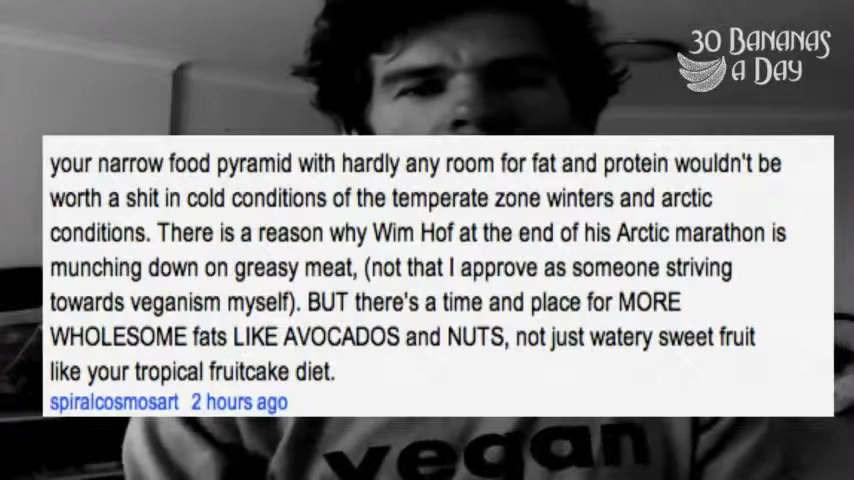 30 BANANAS
A DAY
your narrow food pyramid with hardly any room for fat and protein wouldn't be
worth a shit in cold conditions of the temperate zone winters and arctic
conditions. There is a reason why Wim Hof at the end of his Arctic marathon is
munching down on greasy meat, (not that I approve as someone striving
towards veganism myself). BUT there's a time and place for MORE
WHOLESOME fats LIKE AVOCADOS and NUTS, not just watery sweet fruit
like your tropical fruitcake diet.
spiralcosmosart 2 hours ago
vegan